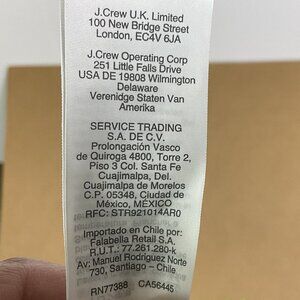 J.Crew U.K. Limited
100 New Bridge Street
London, EC4V 6JA
J.Crew Operating Corp
251 Little Falls Drive
USA DE 19808 Wilmington
Delaware
Verenidge Staten Van
Amerika
SERVICE TRADING
S.A. DE C.V.
Prolongación Vasco
de Quiroga 4800, Torre 2,
Piso 3 Col. Santa Fe
Cuajimalpa, Del.
Cuajimalpa de Morelos
C.P. 05348, Ciudad de
México, MÉXICO
RFC: STR921014AR0
Importado en Chile por:
Falabella Retail S.A.
R.U.T.: 77.261.280-k
Av: Manuel Rodriguez Norte
730, Santiago - Chile
RN77388 CA56445